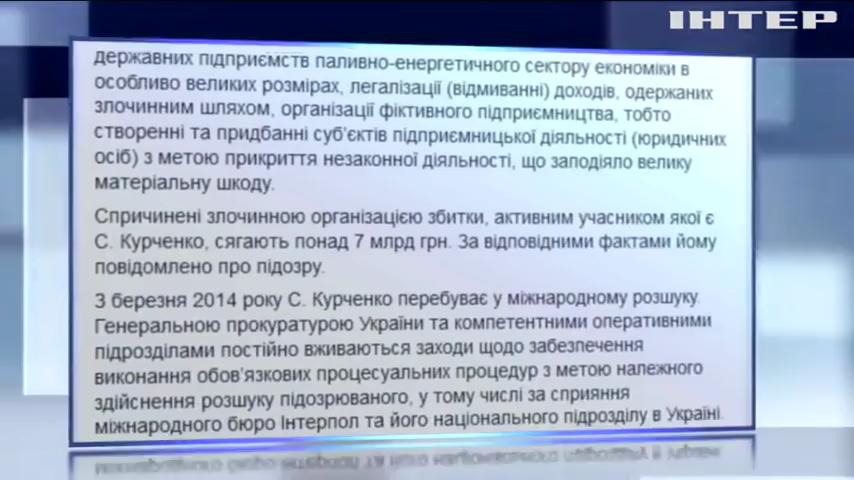 ІНТЕР
державних підприємств паливно-енергетичного сектору економіки в
особливо великих розмірах, легалізації (відмиванні) доходів, одержаних
злочинним шляхом, організації фіктивного підприємництва, тобто
створенні та придбанні суб'єктів підприємницької діяльності (юридичних
осіб) з метою прикриття незаконної діяльності, що заподіяло велику
матеріальну шкоду.
Спричинені злочинною організацією збитки, активним учасником якої є
С. Курченко, сягають понад 7 млрд грн. За відповідними фактами йому
повідомлено про підозру.
З березня 2014 року С. Курченко перебуває у міжнародному розшуку.
Генеральною прокуратурою України та компетентними оперативними
підрозділами постійно вживаються заходи щодо забезпечення
виконання обов'язкових процесуальних процедур з метою належного
здійснення розшуку підозрюваного, у тому числі за сприяння
міжнародного бюро Інтерпол та його національного підрозділу в Україні.